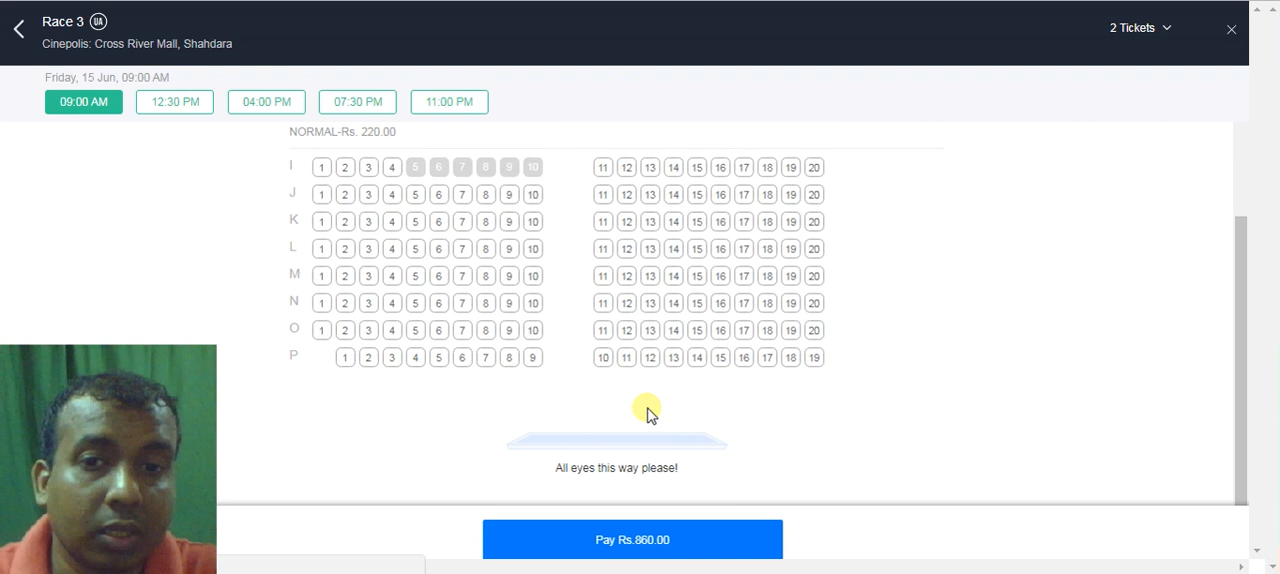 Race 3 UA
Cinepolis: Cross River Mall, Shahdara
2 Tickets
Friday, 15 Jun, 09:00 AM
09:00 AM 12:30 PM 04:00 PM 07:30 PM 11:00 PM
NORMAL-Rs. 220.00
I 1 2 3 4 5 6 7 8 9 10 11 12 13 14 15 16 17 18 19 20
J 1 2 3 4 5 6 7 8 9 10 11 12 13 14 15 16 17 18 19 20
K 1 2 3 4 5 6 7 8 9 10 11 12 13 14 15 16 17 18 19 20
L 1 2 3 4 5 6 7 8 9 10 11 12 13 14 15 16 17 18 19 20
M 1 2 3 4 5 6 7 8 9 10 11 12 13 14 15 16 17 18 19 20
N 1 2 3 4 5 6 7 8 9 10 11 12 13 14 15 16 17 18 19 20
O 1 2 3 4 5 6 7 8 9 10 11 12 13 14 15 16 17 18 19 20
P 1 2 3 4 5 6 7 8 9 10 11 12 13 14 15 16 17 18 19
All eyes this way please!
Pay Rs.860.00